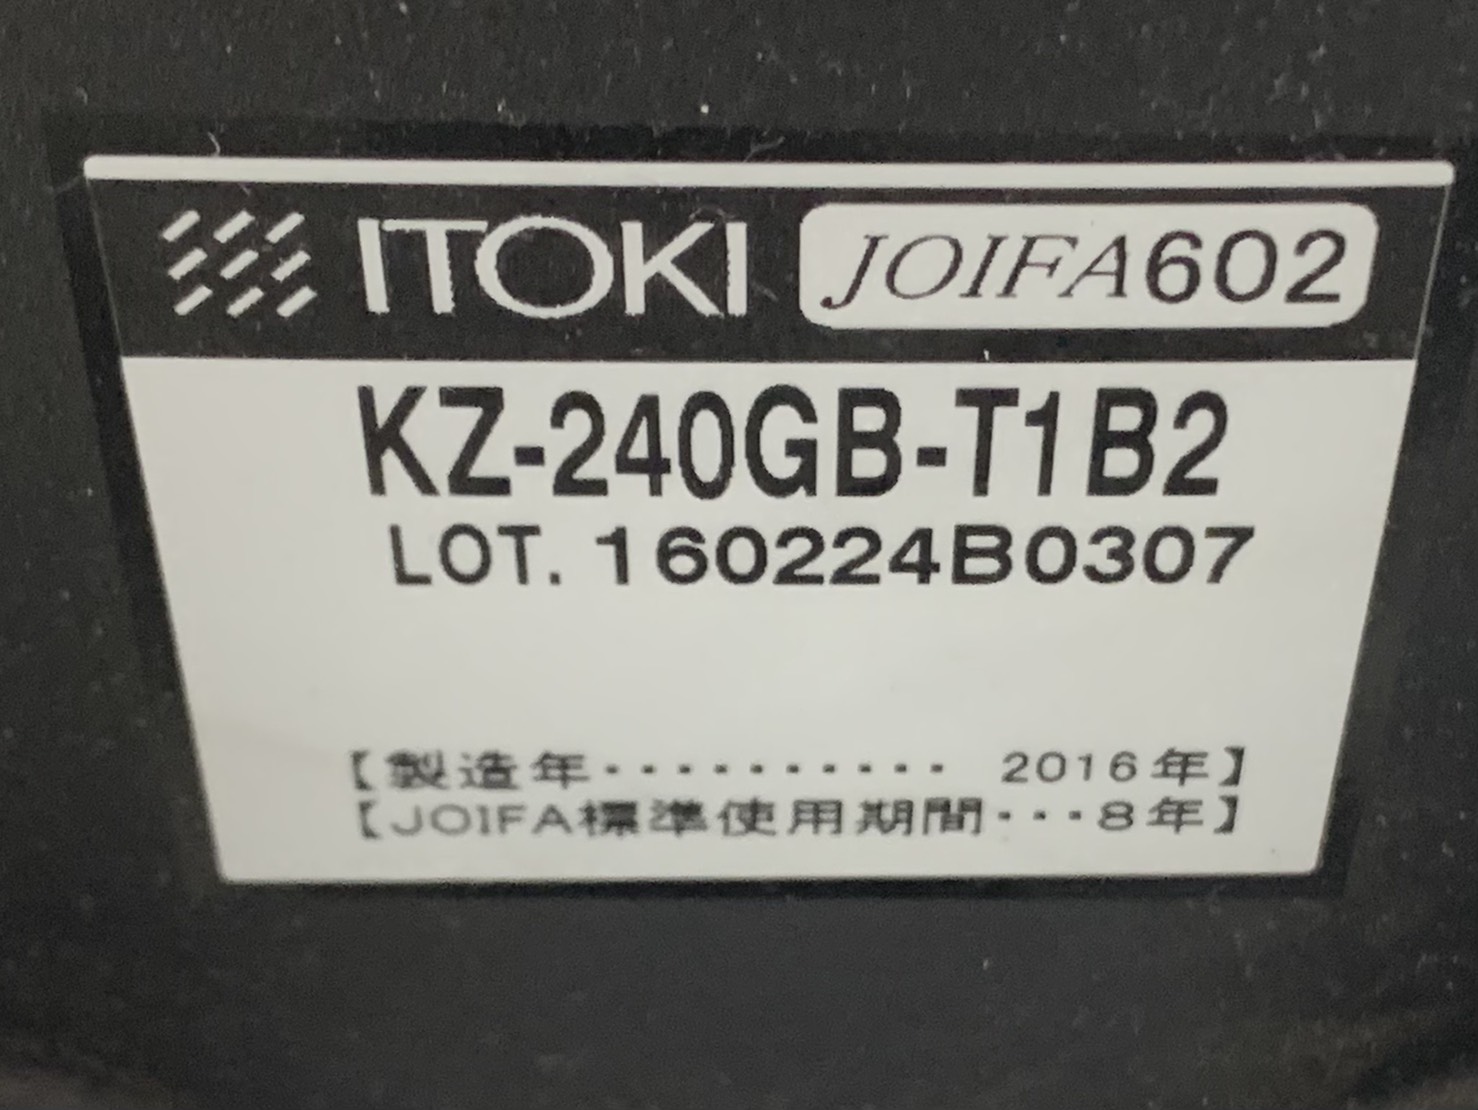 ITOKI JOIFA602
KZ-240GB-T1B2
LOT. 160224B0307
【製造年・・・・・・・・・・ 2016年】
【JOIFA標準使用期間・・・8年】